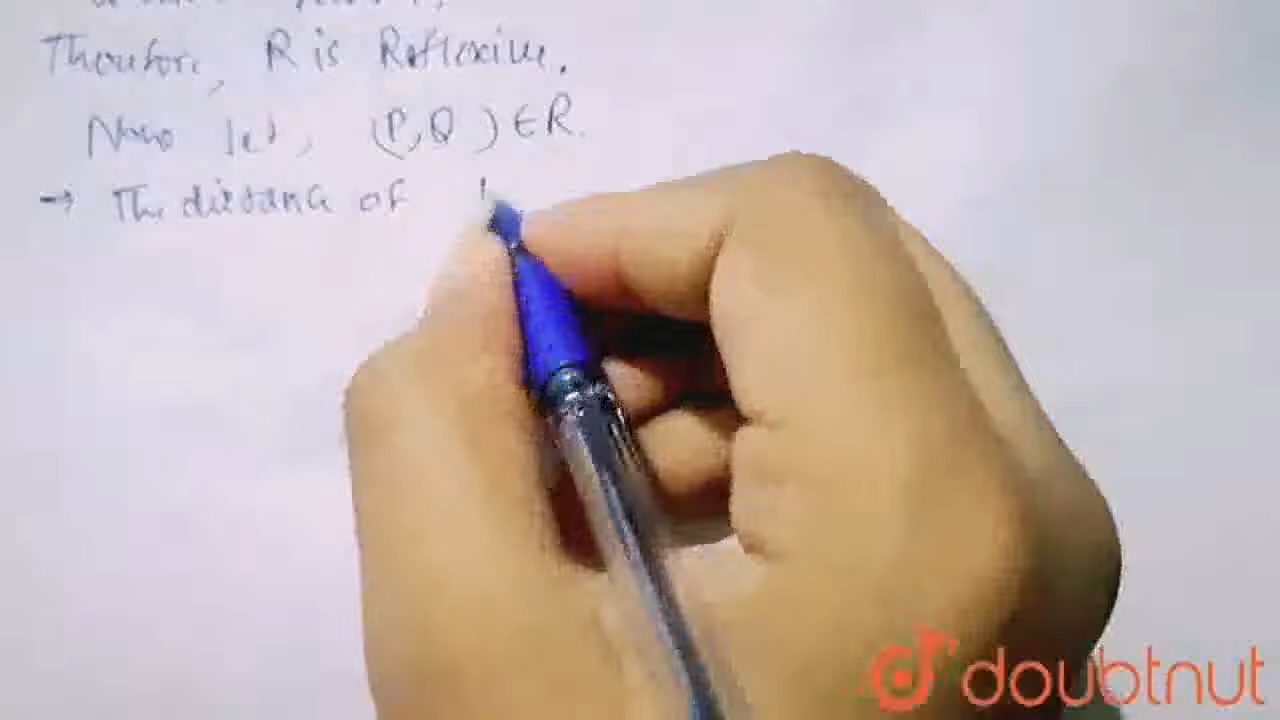 Therefore, R is Reflexive.
Now let, (P,Q) ∈ R.
→ The distance of
doubtnut